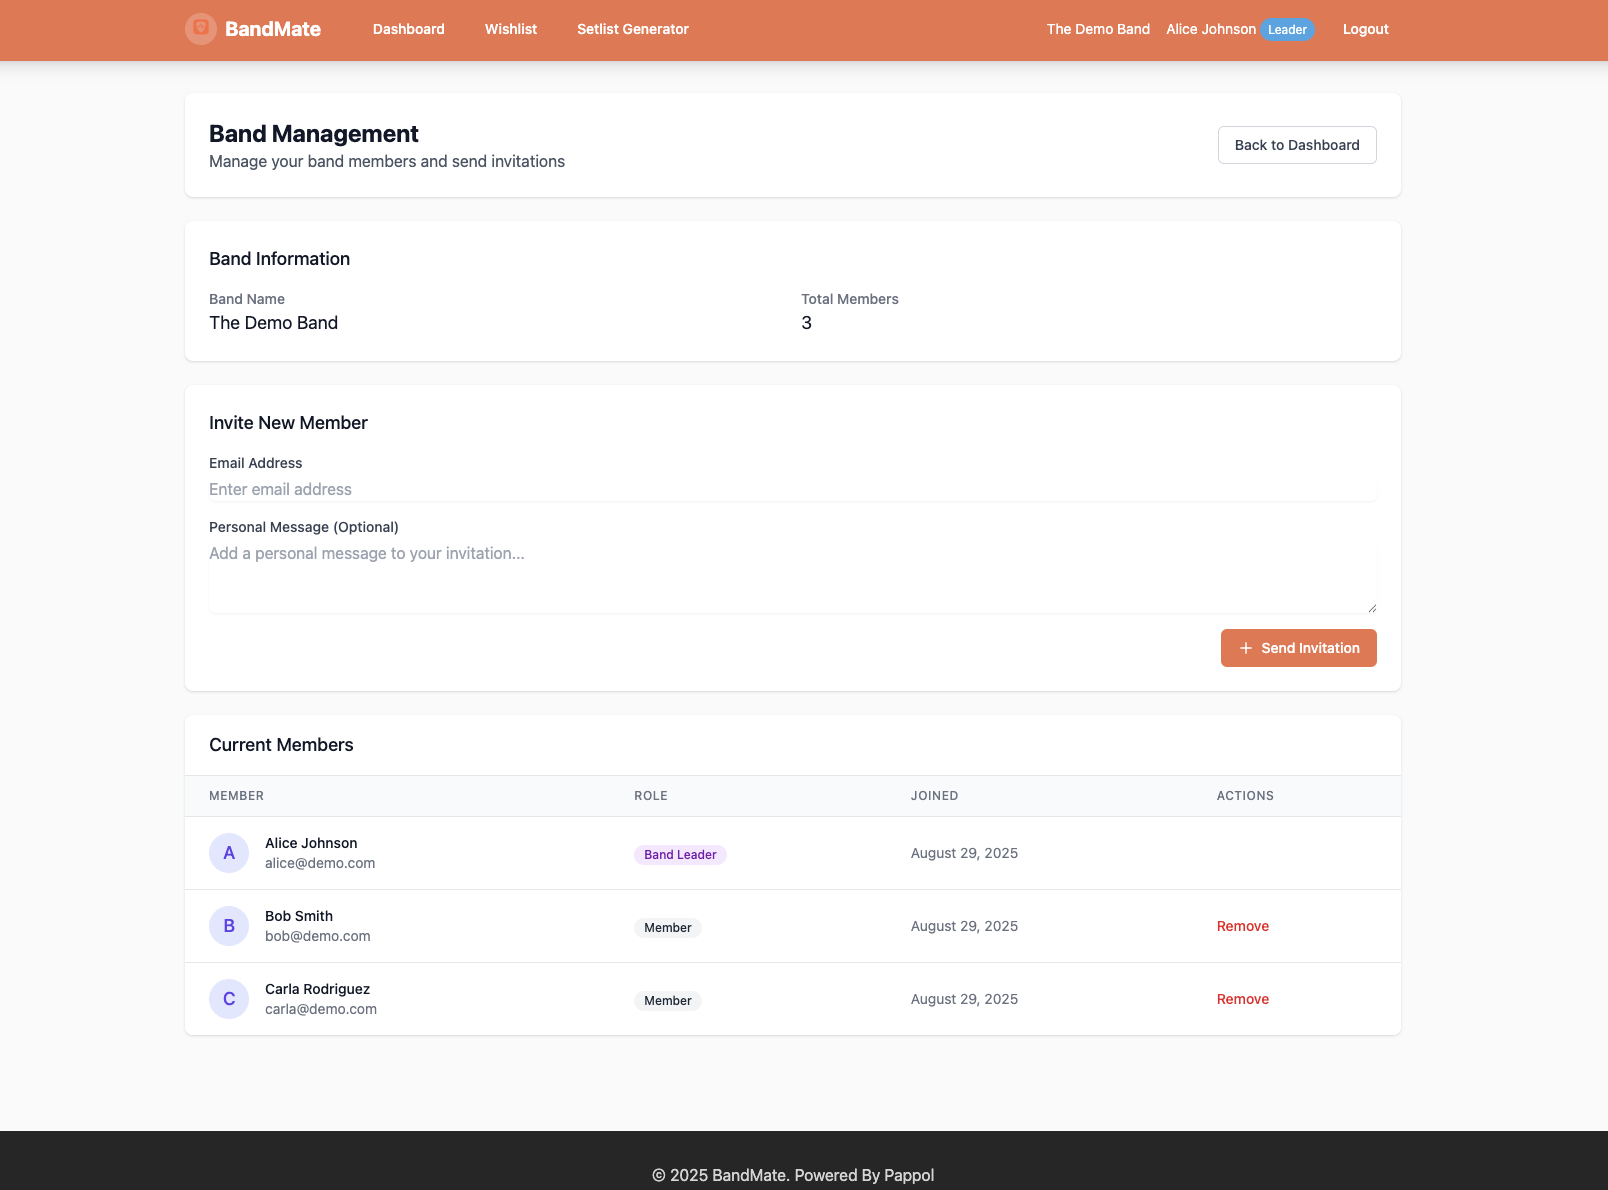 BandMate Dashboard Wishlist Setlist Generator The Demo Band Alice Johnson Leader Logout
Band Management
Manage your band members and send invitations
Back to Dashboard
Band Information
Band Name Total Members
The Demo Band 3
Invite New Member
Email Address
Enter email address
Personal Message (Optional)
Add a personal message to your invitation...
Send Invitation
Current Members
MEMBER ROLE JOINED ACTIONS
A Alice Johnson
alice@demo.com
Band Leader August 29, 2025
B Bob Smith
bob@demo.com
Member August 29, 2025 Remove
C Carla Rodriguez
carla@demo.com
Member August 29, 2025 Remove
© 2025 BandMate. Powered By Pappol